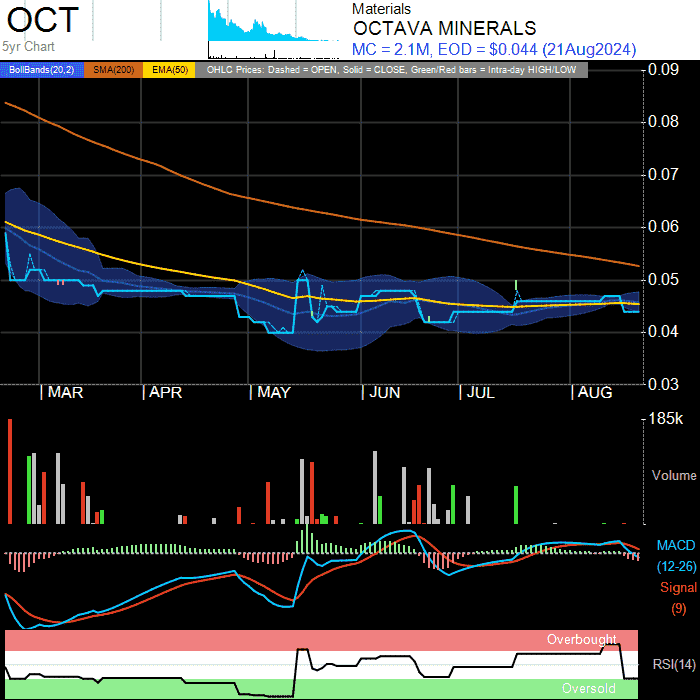 OCT
5yr Chart
Materials
OCTAVA MINERALS
MC = 2.1M, EOD = $0.044 (21Aug2024)
BollBands(20,2) SMA(200) EMA(50) OHLC Prices: Dashed = OPEN, Solid = CLOSE, Green/Red bars = Intra-day HIGH/LOW
0.09
0.08
0.07
0.06
0.05
0.04
0.03
MAR APR MAY JUN JUL AUG
185k
Volume
MACD
(12-26)
Signal
(9)
Overbought
RSI(14)
Oversold